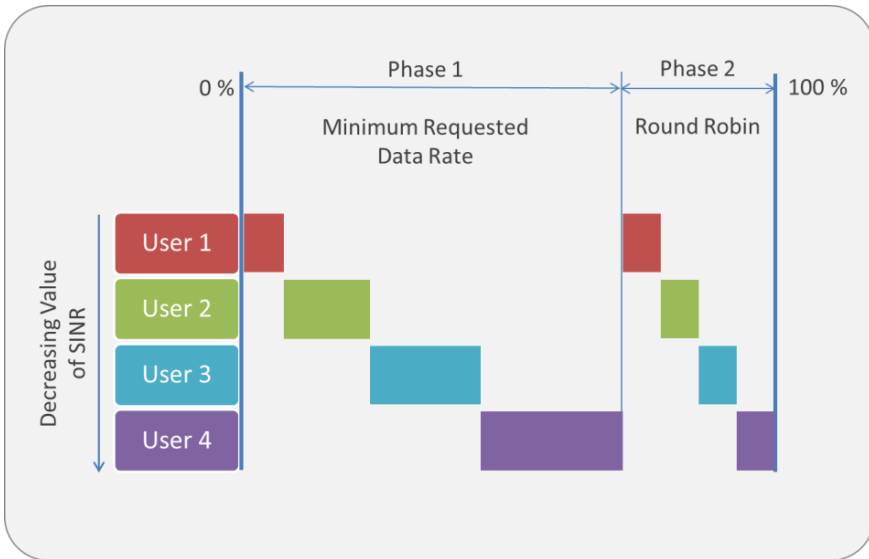 Phase 1
Phase 2
0 %
100 %
Minimum Requested
Data Rate
Round Robin
Decreasing Value
of SINR
User 1
User 2
User 3
User 4